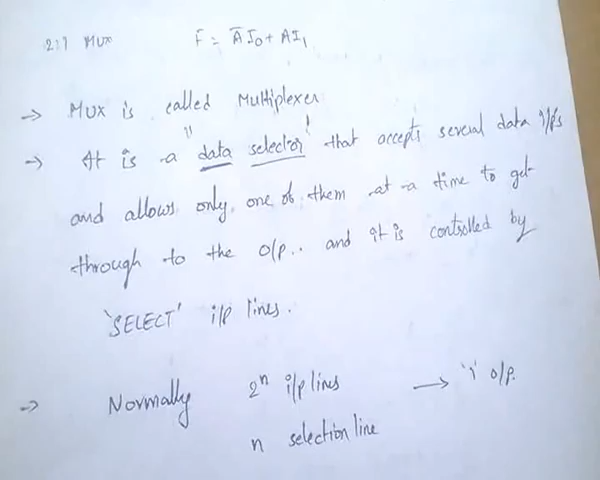 2:1 Mux F = A̅I₀ + AI₁
→ Mux is called Multiplexer
→ It is a "data selector" that accepts several data i/p's
and allows only one of them at a time to get
through to the o/p.. and it is controlled by
'SELECT' i/p lines.
→ Normally 2ⁿ i/p lines → '1' o/p.
n selection line